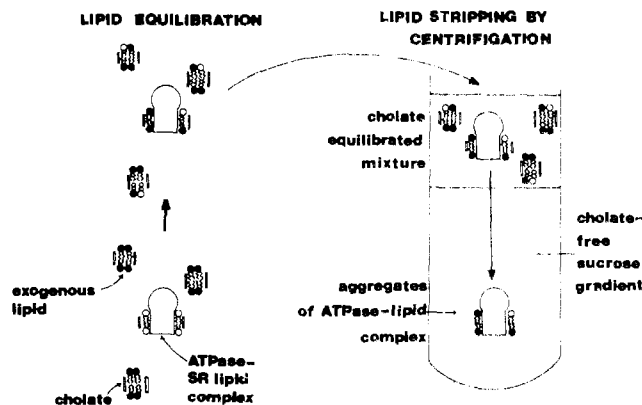 LIPID EQUILIBRATION
exogenous
lipid
ATPase-
SR lipid
complex
cholate
LIPID STRIPPING BY
CENTRIFIGATION
cholate
equilibrated
mixture
cholate-
free
sucrose
gradient
aggregates
of ATPase-lipid
complex